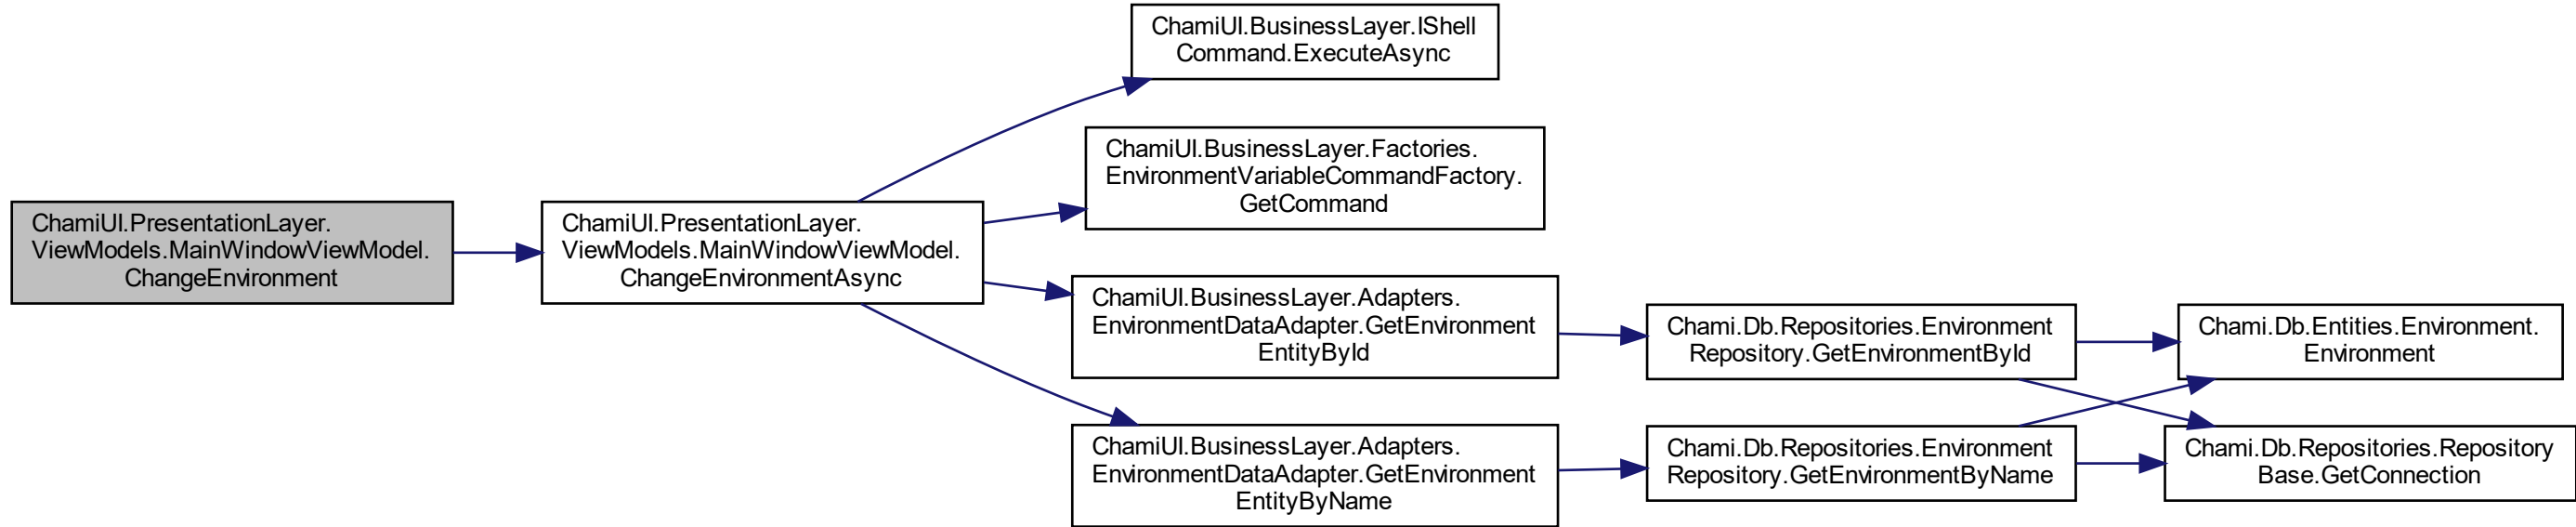 ChamiUI.PresentationLayer.
ViewModels.MainWindowViewModel.
ChangeEnvironment
ChamiUI.PresentationLayer.
ViewModels.MainWindowViewModel.
ChangeEnvironmentAsync
ChamiUI.BusinessLayer.IShell
Command.ExecuteAsync
ChamiUI.BusinessLayer.Factories.
EnvironmentVariableCommandFactory.
GetCommand
ChamiUI.BusinessLayer.Adapters.
EnvironmentDataAdapter.GetEnvironment
EntityById
ChamiUI.BusinessLayer.Adapters.
EnvironmentDataAdapter.GetEnvironment
EntityByName
Chami.Db.Repositories.Environment
Repository.GetEnvironmentById
Chami.Db.Repositories.Environment
Repository.GetEnvironmentByName
Chami.Db.Entities.Environment.
Environment
Chami.Db.Repositories.Repository
Base.GetConnection